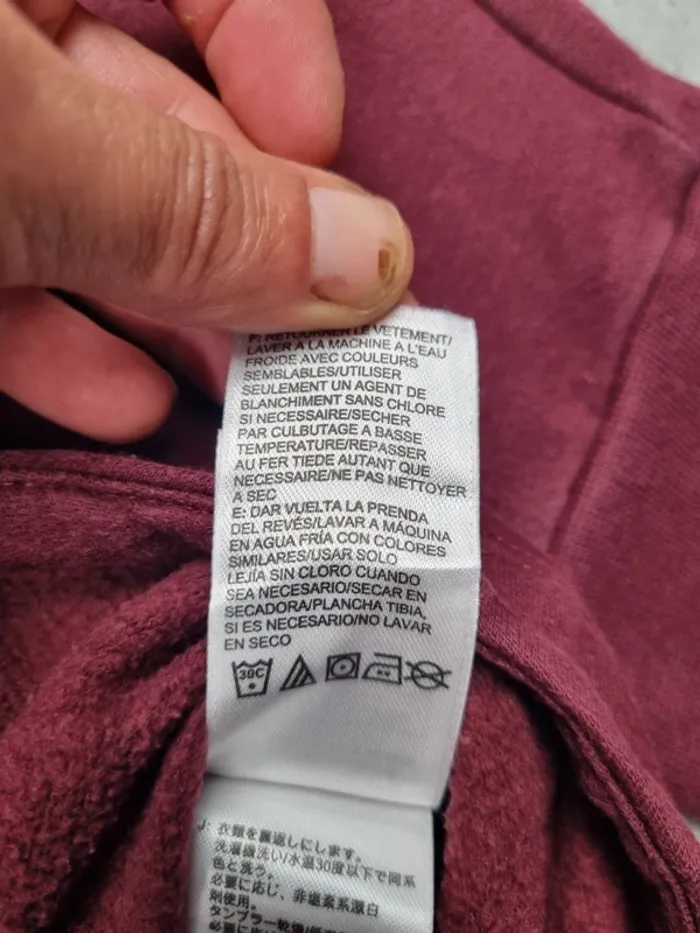 F: RETOURNER LE VETEMENT/
LAVER A LA MACHINE A L'EAU
FROIDE AVEC COULEURS
SEMBLABLES/UTILISER
SEULEMENT UN AGENT DE
BLANCHIMENT SANS CHLORE
SI NECESSAIRE/SECHER
PAR CULBUTAGE A BASSE
TEMPERATURE/REPASSER
AU FER TIEDE AUTANT QUE
NECESSAIRE/NE PAS NETTOYER
A SEC
E: DAR VUELTA LA PRENDA
DEL REVÉS/LAVAR A MÁQUINA
EN AGUA FRÍA CON COLORES
SIMILARES/USAR SOLO
LEJÍA SIN CLORO CUANDO
SEA NECESARIO/SECAR EN
SECADORA/PLANCHA TIBIA,
SI ES NECESARIO/NO LAVAR
EN SECO
30C
J: 衣類を裏返しにします。
洗濯機洗い/水温30度以下で同系
色と洗う。
必要に応じ、非塩素系漂白
剤使用。
タンブラー乾燥/低
必要に応じ